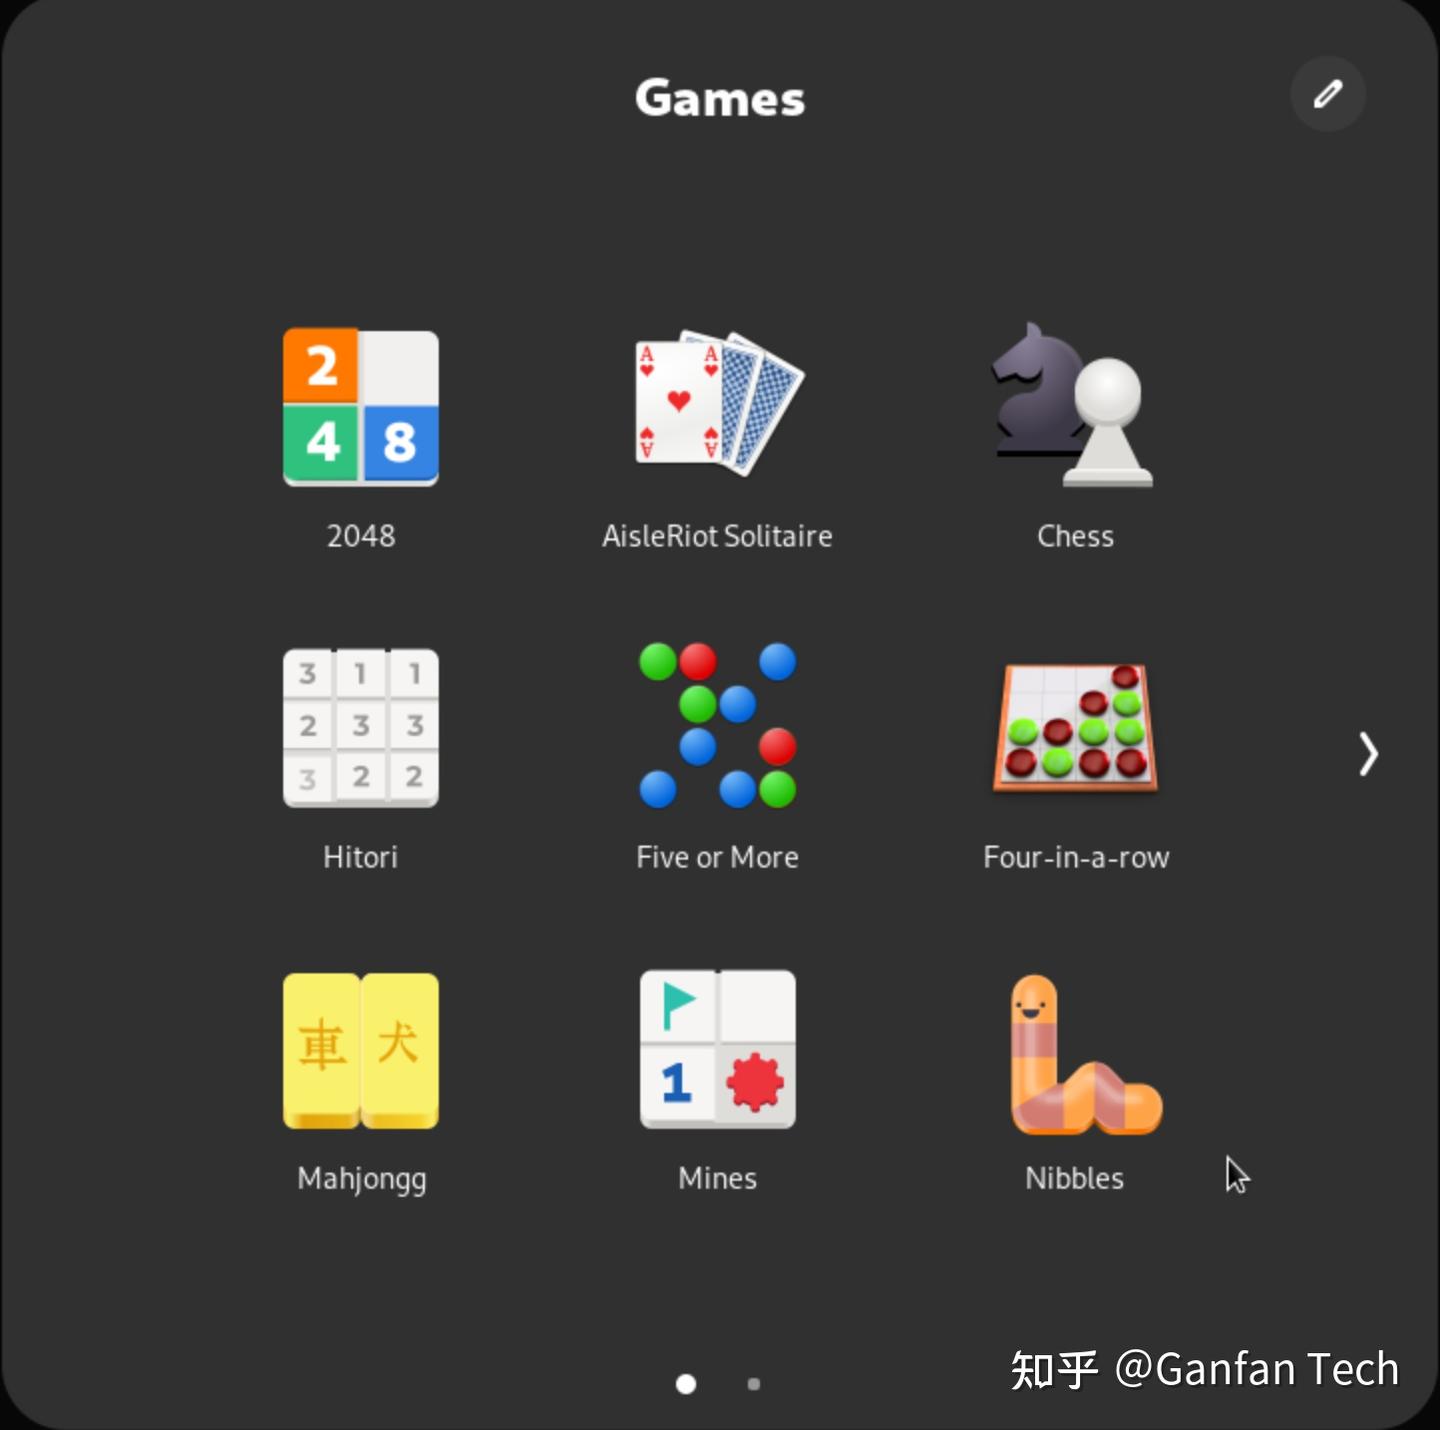 Games
2
4 8
A A
A A
2048
AisleRiot Solitaire
Chess
3 1 1
2 3 3
3 2 2
Hitori
Five or More
Four-in-a-row
車 犬
1
Mahjongg
Mines
Nibbles
知乎 @Ganfan Tech